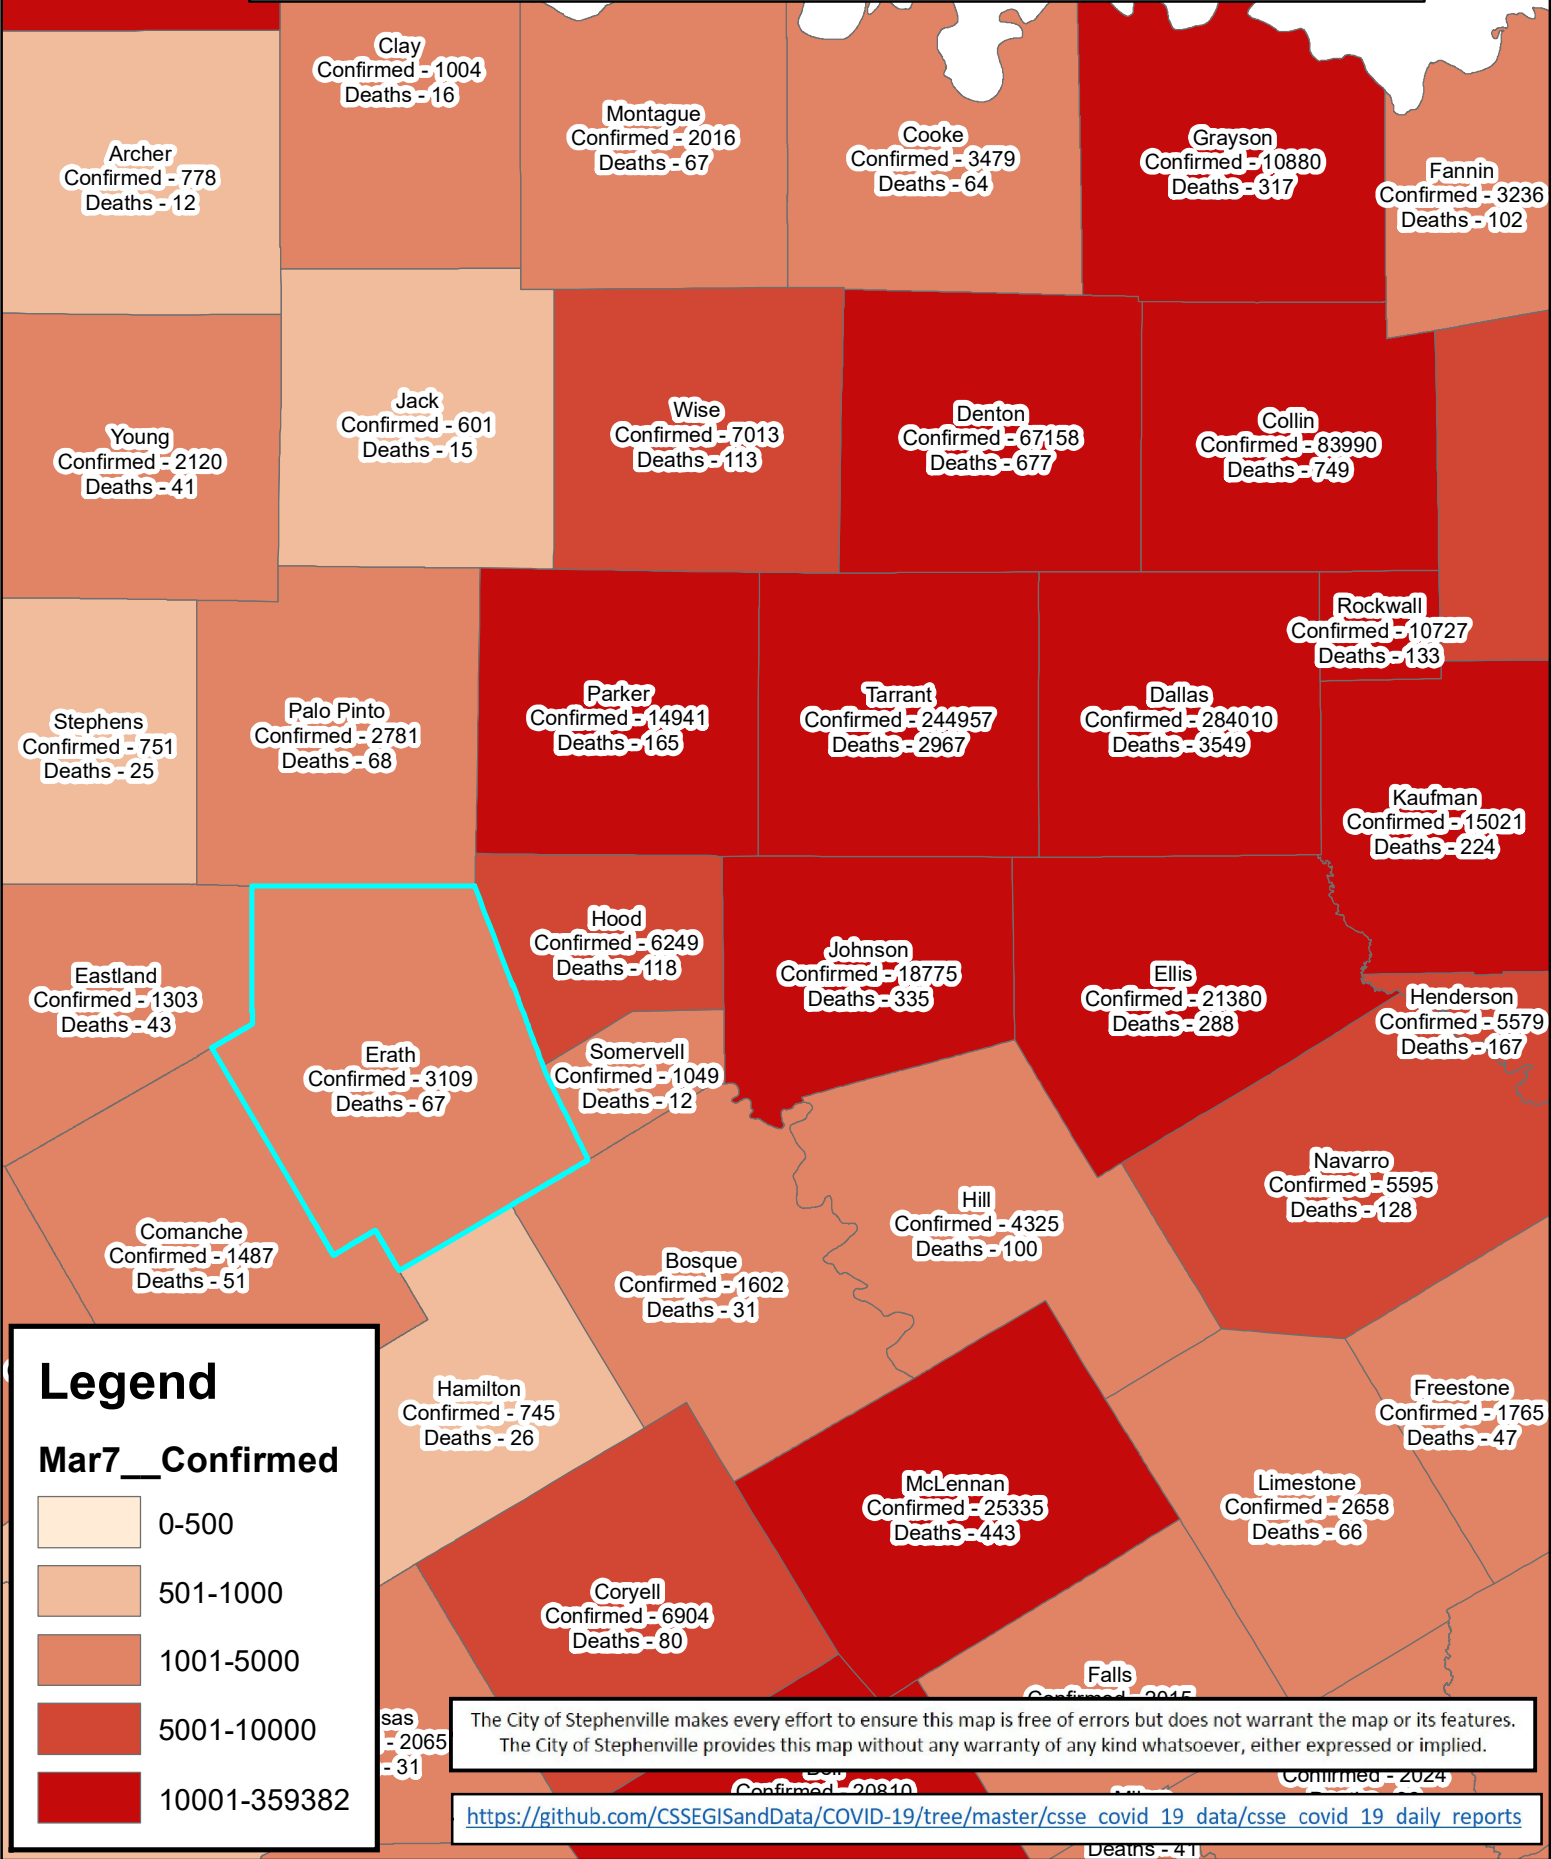 Clay
Confirmed - 1004
Deaths - 16
Montague
Confirmed - 2016
Deaths - 67
Cooke
Confirmed - 3479
Deaths - 64
Grayson
Confirmed - 10880
Deaths - 317
Archer
Confirmed - 778
Deaths - 12
Fannin
Confirmed - 3236
Deaths - 102
Young
Confirmed - 2120
Deaths - 41
Jack
Confirmed - 601
Deaths - 15
Wise
Confirmed - 7013
Deaths - 113
Denton
Confirmed - 67158
Deaths - 677
Collin
Confirmed - 83990
Deaths - 749
Rockwall
Confirmed - 10727
Deaths - 133
Stephens
Confirmed - 751
Deaths - 25
Palo Pinto
Confirmed - 2781
Deaths - 68
Parker
Confirmed - 14941
Deaths - 165
Tarrant
Confirmed - 244957
Deaths - 2967
Dallas
Confirmed - 284010
Deaths - 3549
Kaufman
Confirmed - 15021
Deaths - 224
Eastland
Confirmed - 1303
Deaths - 43
Hood
Confirmed - 6249
Deaths - 118
Johnson
Confirmed - 18775
Deaths - 335
Ellis
Confirmed - 21380
Deaths - 288
Henderson
Confirmed - 5579
Deaths - 167
Erath
Confirmed - 3109
Deaths - 67
Somervell
Confirmed - 1049
Deaths - 12
Navarro
Confirmed - 5595
Deaths - 128
Hill
Confirmed - 4325
Deaths - 100
Comanche
Confirmed - 1487
Deaths - 51
Bosque
Confirmed - 1602
Deaths - 31
Hamilton
Confirmed - 745
Deaths - 26
Freestone
Confirmed - 1765
Deaths - 47
McLennan
Confirmed - 25335
Deaths - 443
Limestone
Confirmed - 2658
Deaths - 66
Coryell
Confirmed - 6904
Deaths - 80
Falls
Confirmed - 2015
sas
- 2065
- 31
Bell
Confirmed - 20810
Confirmed - 2024
Deaths - 41
Legend
Mar7__Confirmed
0-500
501-1000
1001-5000
5001-10000
10001-359382
The City of Stephenville makes every effort to ensure this map is free of errors but does not warrant the map or its features.
The City of Stephenville provides this map without any warranty of any kind whatsoever, either expressed or implied.
https://github.com/CSSEGISandData/COVID-19/tree/master/csse_covid_19_data/csse_covid_19_daily_reports